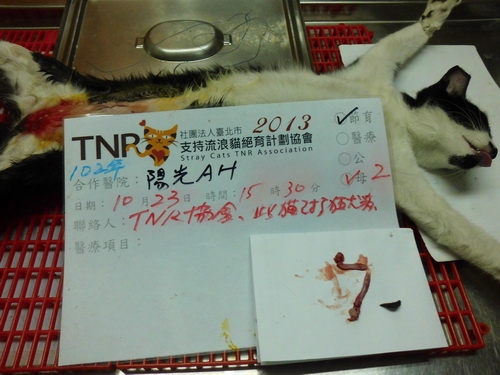 TNR 社團法人臺北市 2013
支持流浪貓絕育計劃協會
Stray Cats TNR Association
102年
合作醫院: 陽光AH
日期: 10月23日 時間: 15時30分
聯絡人: TNR協會、此貓
醫療項目:
✓節育
醫療
公
✓母 2